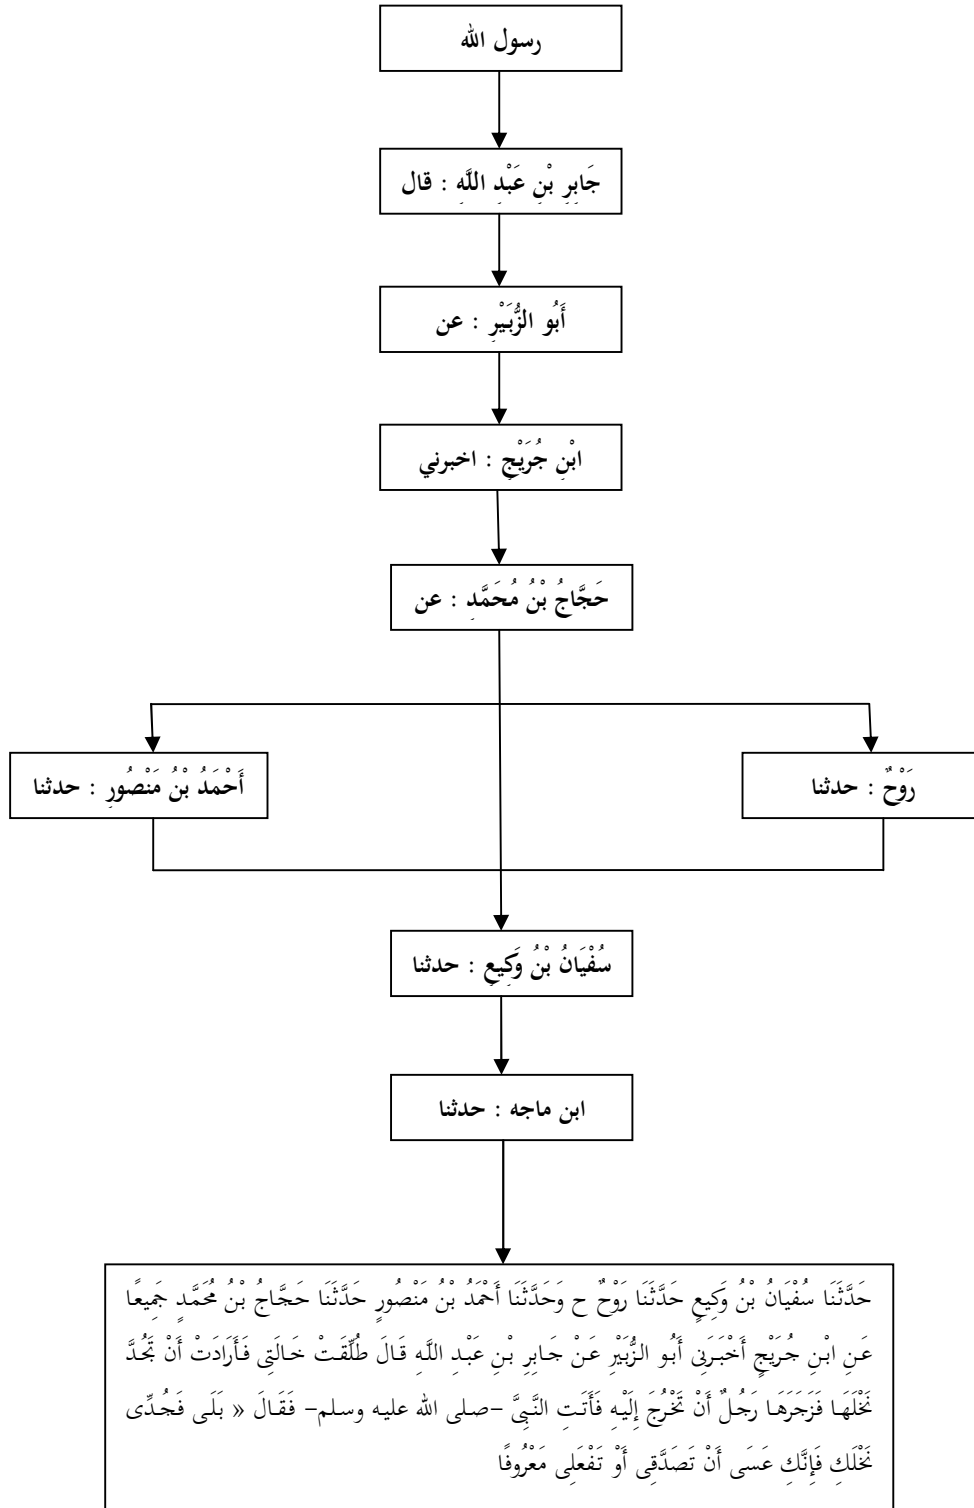 رسول الله
جَابِرِ بْنِ عَبْدِ اللَّهِ : قال
أَبُو الزُّبَيْرِ : عن
ابْنِ جُرَيْجٍ : اخبرني
حَجَّاجُ بْنُ مُحَمَّدٍ : عن
رَوْحٌ : حدثنا
أَحْمَدُ بْنُ مَنْصُورٍ : حدثنا
سُفْيَانُ بْنُ وَكِيعٍ : حدثنا
ابن ماجه : حدثنا
حَدَّثَنَا سُفْيَانُ بْنُ وَكِيعٍ حَدَّثَنَا رَوْحٌ ح وَحَدَّثَنَا أَحْمَدُ بْنُ مَنْصُورٍ حَدَّثَنَا حَجَّاجُ بْنُ مُحَمَّدٍ جَمِيعًا
عَنِ ابْنِ جُرَيْجٍ أَخْبَرَنِى أَبُو الزُّبَيْرِ عَنْ جَابِرِ بْنِ عَبْدِ اللَّهِ قَالَ طُلِّقَتْ خَالَتِى فَأَرَادَتْ أَنْ تَجُدَّ
نَخْلَهَا فَزَجَرَهَا رَجُلٌ أَنْ تَخْرُجَ إِلَيْهِ فَأَتَتِ النَّبِىَّ –صلى الله عليه وسلم– فَقَالَ « بَلَى فَجُدِّى
نَخْلَكِ فَإِنَّكِ عَسَى أَنْ تَصَدَّقِى أَوْ تَفْعَلِى مَعْرُوفًا